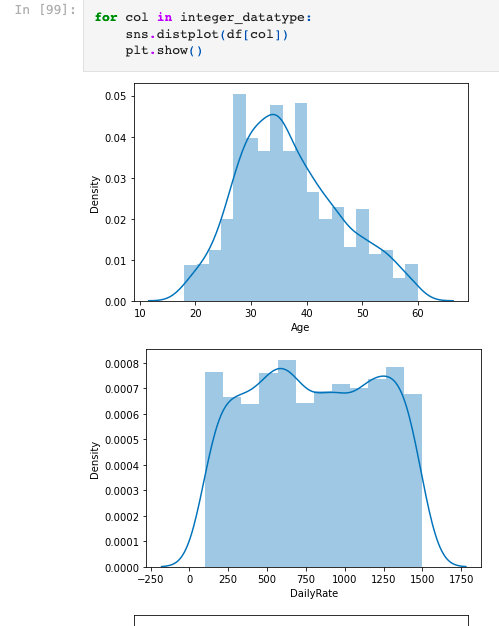 In [99]:
for col in integer_datatype:
sns.distplot(df[col])
plt.show()
0.05
0.04
0.03
0.02
0.01
0.00
Density
10 20 30 40 50 60
Age
0.0008
0.0007
0.0006
0.0005
0.0004
0.0003
0.0002
0.0001
0.0000
Density
−250 0 250 500 750 1000 1250 1500 1750
DailyRate